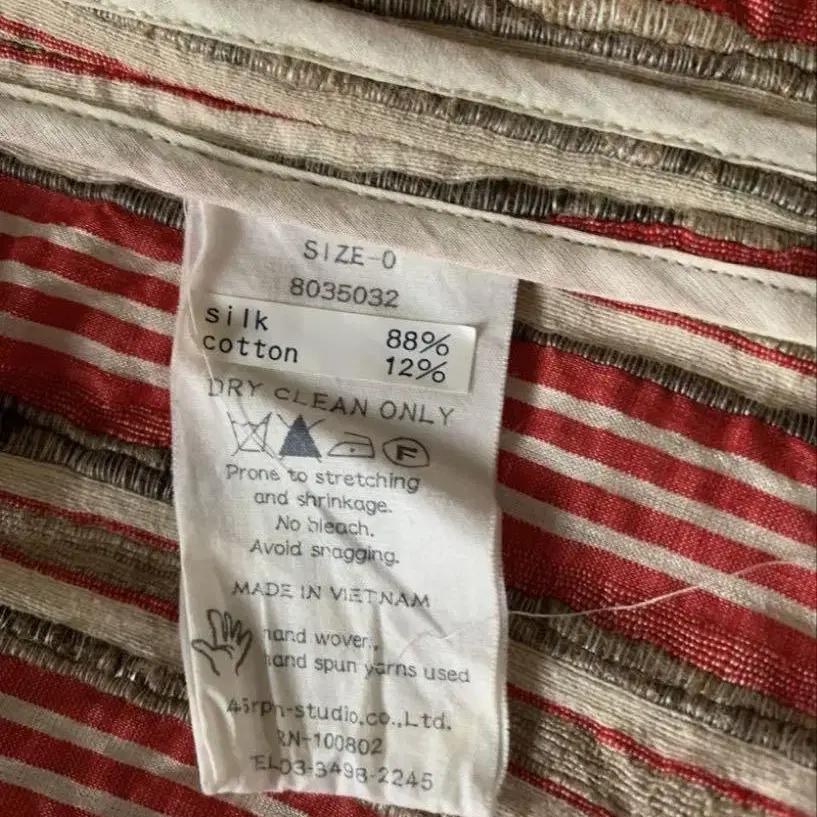 SIZE-0
8035032
silk 88%
cotton 12%
DRY CLEAN ONLY
F
Prone to stretching
and shrinkage.
No bleach.
Avoid snagging.
MADE IN VIETNAM
hand woven,
hand spun yarns used
45rpm-studio.co.,Ltd.
RN-100802
TEL03-3498-2245